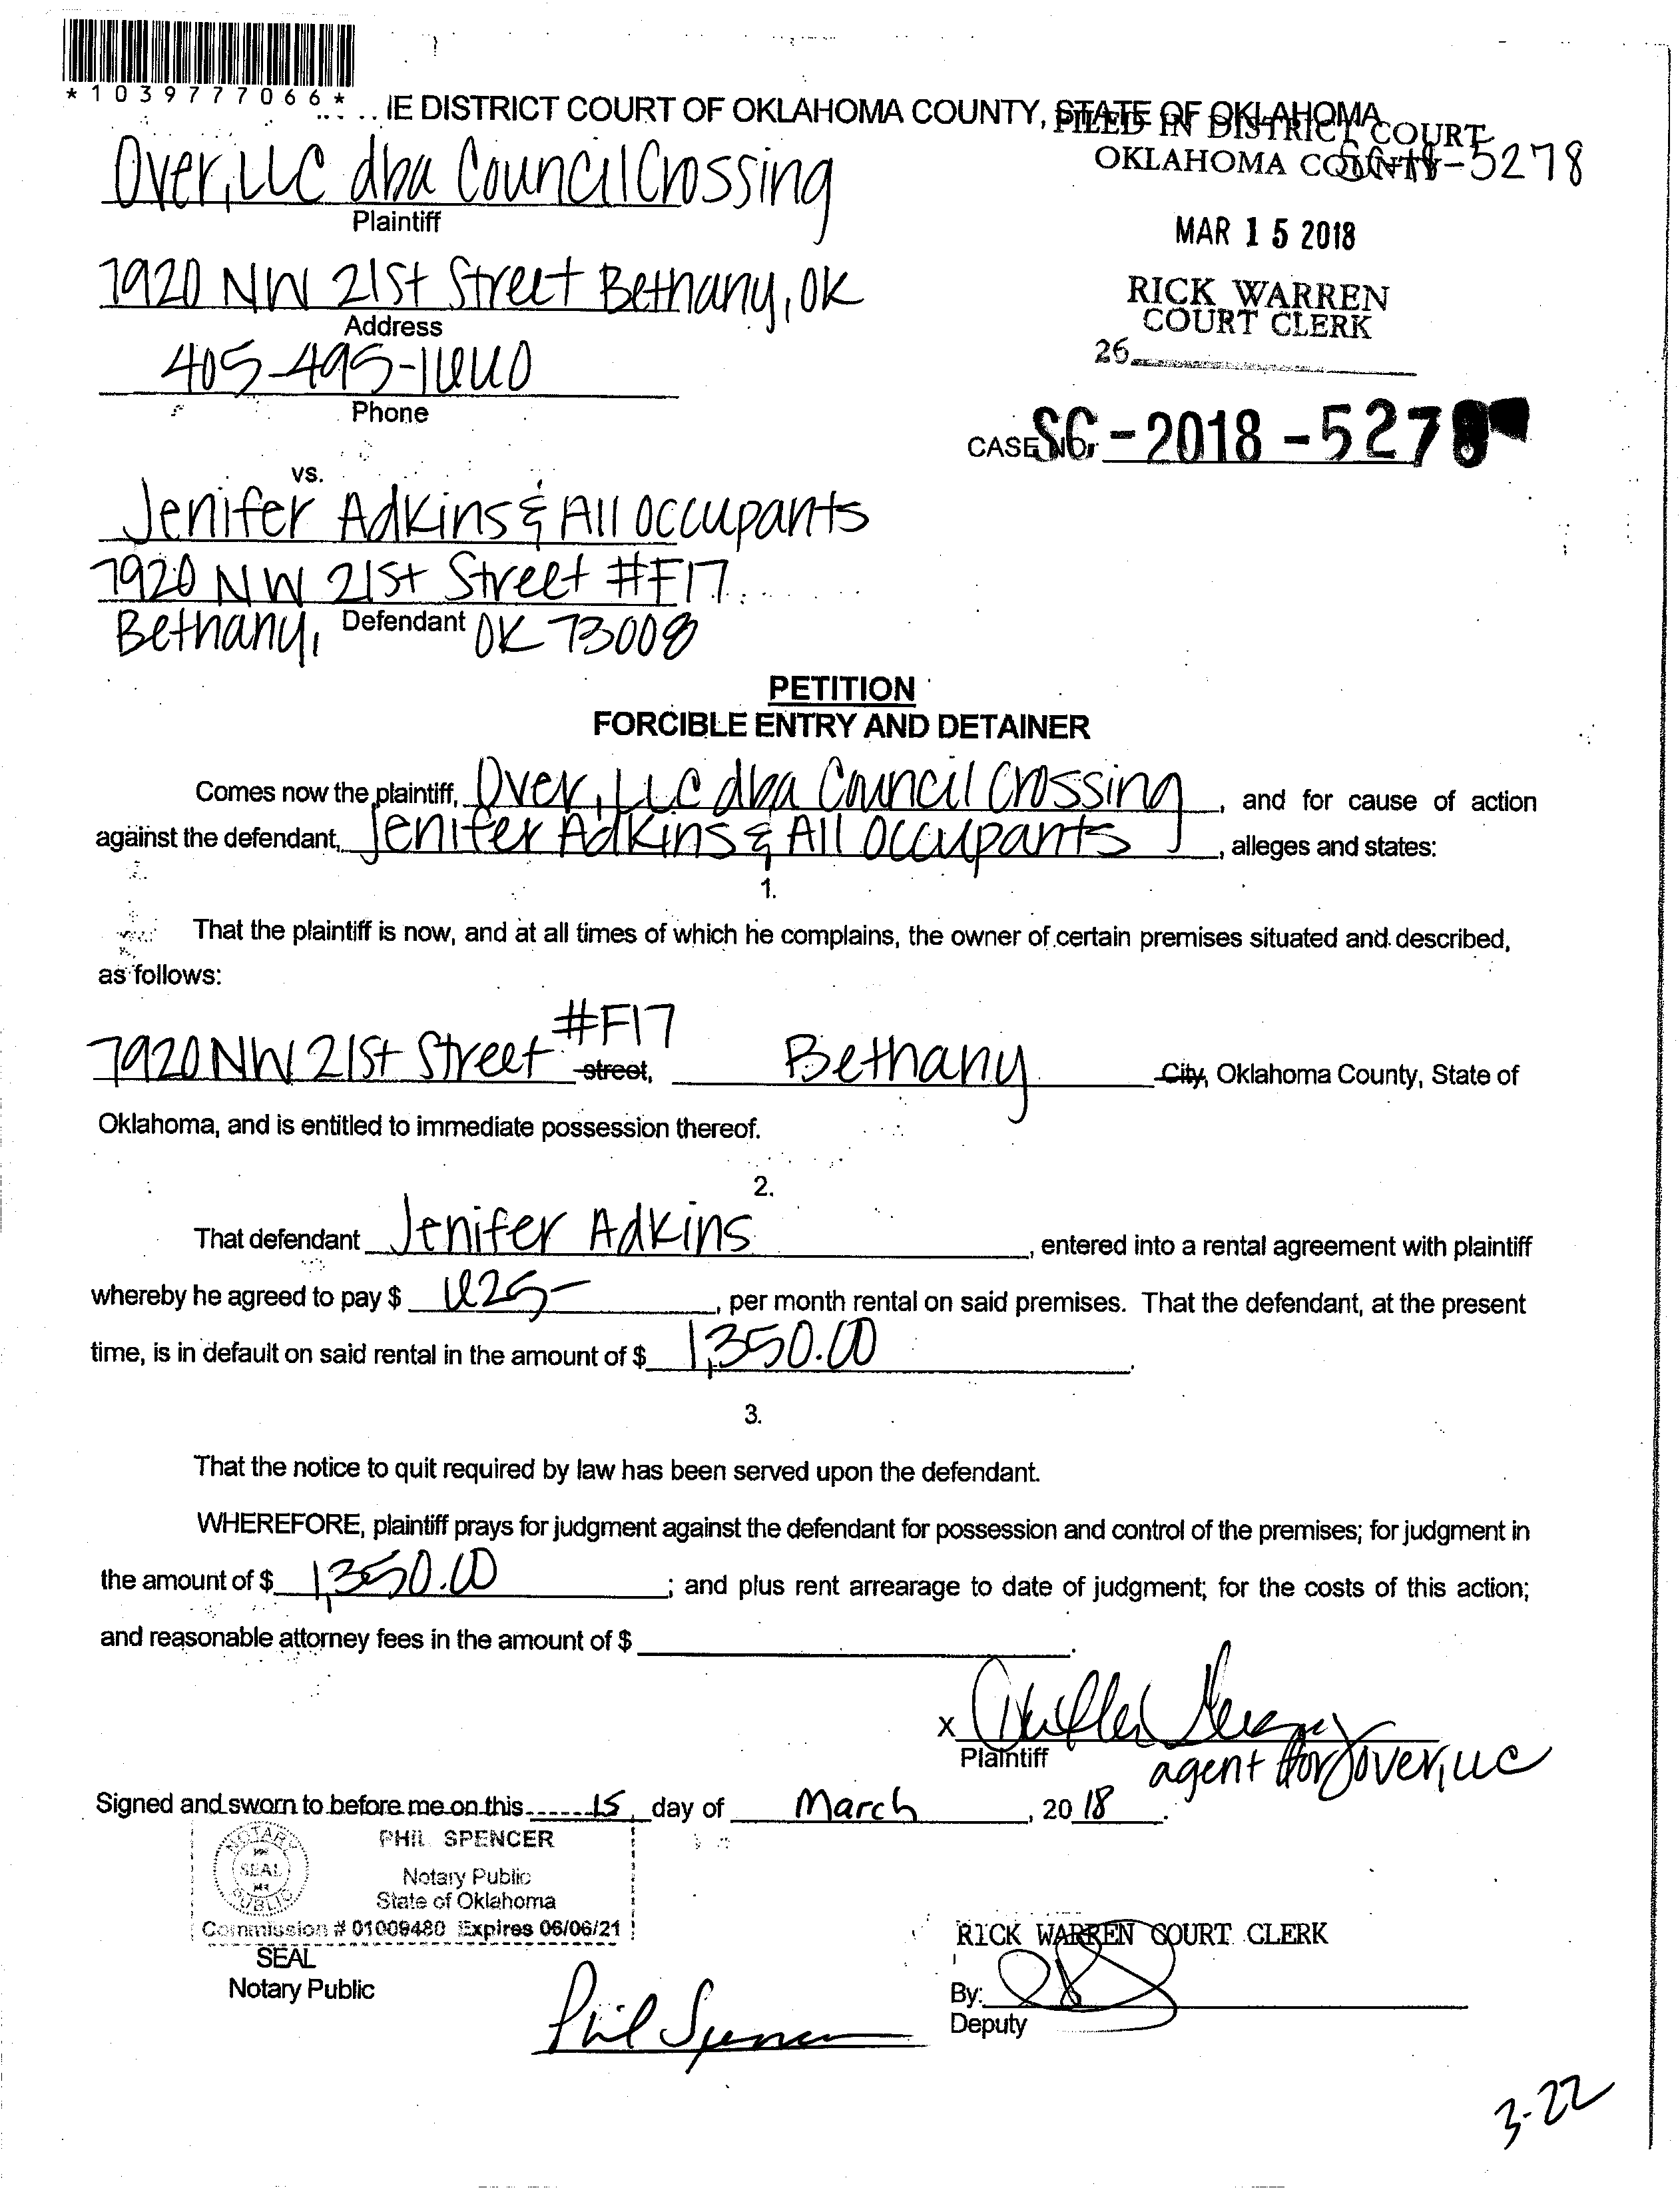 *1039777066*
IE DISTRICT COURT OF OKLAHOMA COUNTY, STATE OF OKLAHOMA
FILED IN DISTRICT COURT
OKLAHOMA COUNTY
SC-18-5278
Over, LLC dba Council Crossing
Plaintiff
MAR 15 2018
7920 NW 21st Street Bethany, OK
Address
RICK WARREN
COURT CLERK
405-495-1660
Phone
26
CASE NO. SC-2018-5278
vs.
Jenifer Adkins & All Occupants
7920 NW 21st Street #F17
Bethany, OK 73008
Defendant
PETITION
FORCIBLE ENTRY AND DETAINER
Comes now the plaintiff, Over, LLC dba Council Crossing, and for cause of action
against the defendant, Jenifer Adkins & All Occupants, alleges and states:
1.
That the plaintiff is now, and at all times of which he complains, the owner of certain premises situated and described,
as follows:
7920 NW 21st Street #F17 street, Bethany City, Oklahoma County, State of
Oklahoma, and is entitled to immediate possession thereof.
2.
That defendant Jenifer Adkins, entered into a rental agreement with plaintiff
whereby he agreed to pay $ 625-, per month rental on said premises. That the defendant, at the present
time, is in default on said rental in the amount of $ 1,350.00.
3.
That the notice to quit required by law has been served upon the defendant.
WHEREFORE, plaintiff prays for judgment against the defendant for possession and control of the premises; for judgment in
the amount of $ 1,350.00; and plus rent arrearage to date of judgment; for the costs of this action;
and reasonable attorney fees in the amount of $ .
X
Plaintiff
agent for Over, LLC
Signed and sworn to before me on this 15, day of March, 2018.
NOTARY SEAL PUBLIC
PHIL SPENCER
Notary Public
State of Oklahoma
Commission # 01009480 Expires 06/06/21
SEAL
Notary Public
Phil Spencer
RICK WARREN COURT CLERK
By:
Deputy
3-22